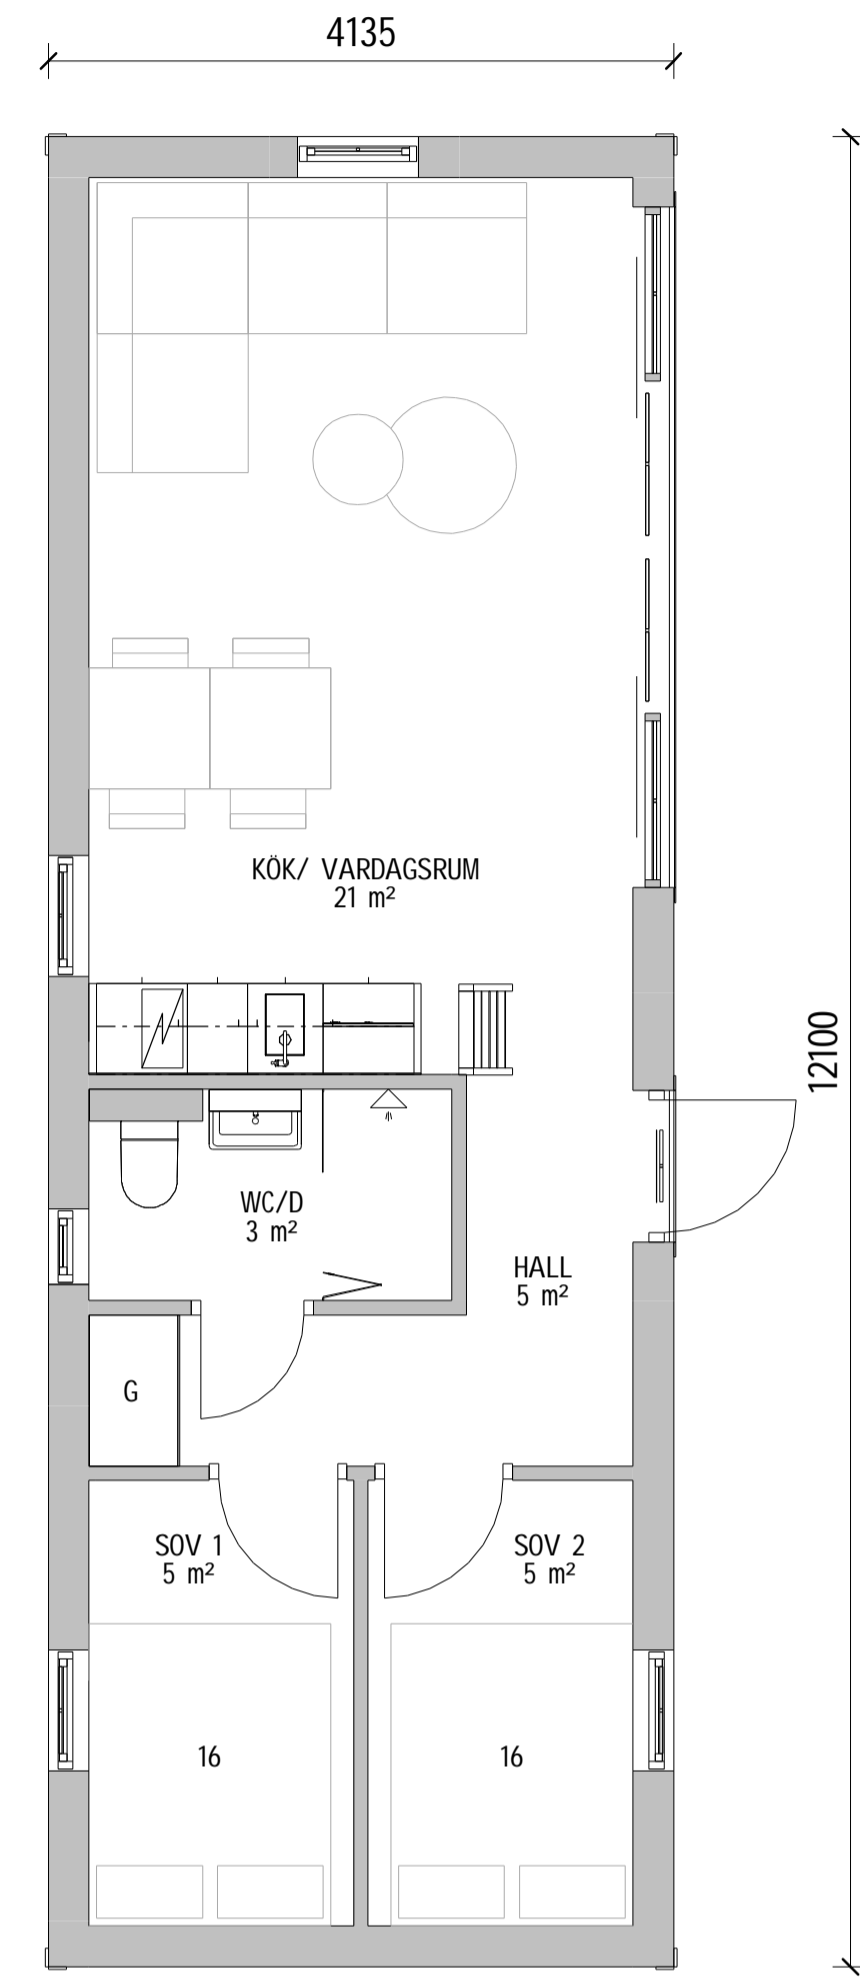 4135
KÖK/ VARDAGSRUM
21 m²
12100
WC/D
3 m²
HALL
5 m²
G
SOV 1
5 m²
SOV 2
5 m²
16
16